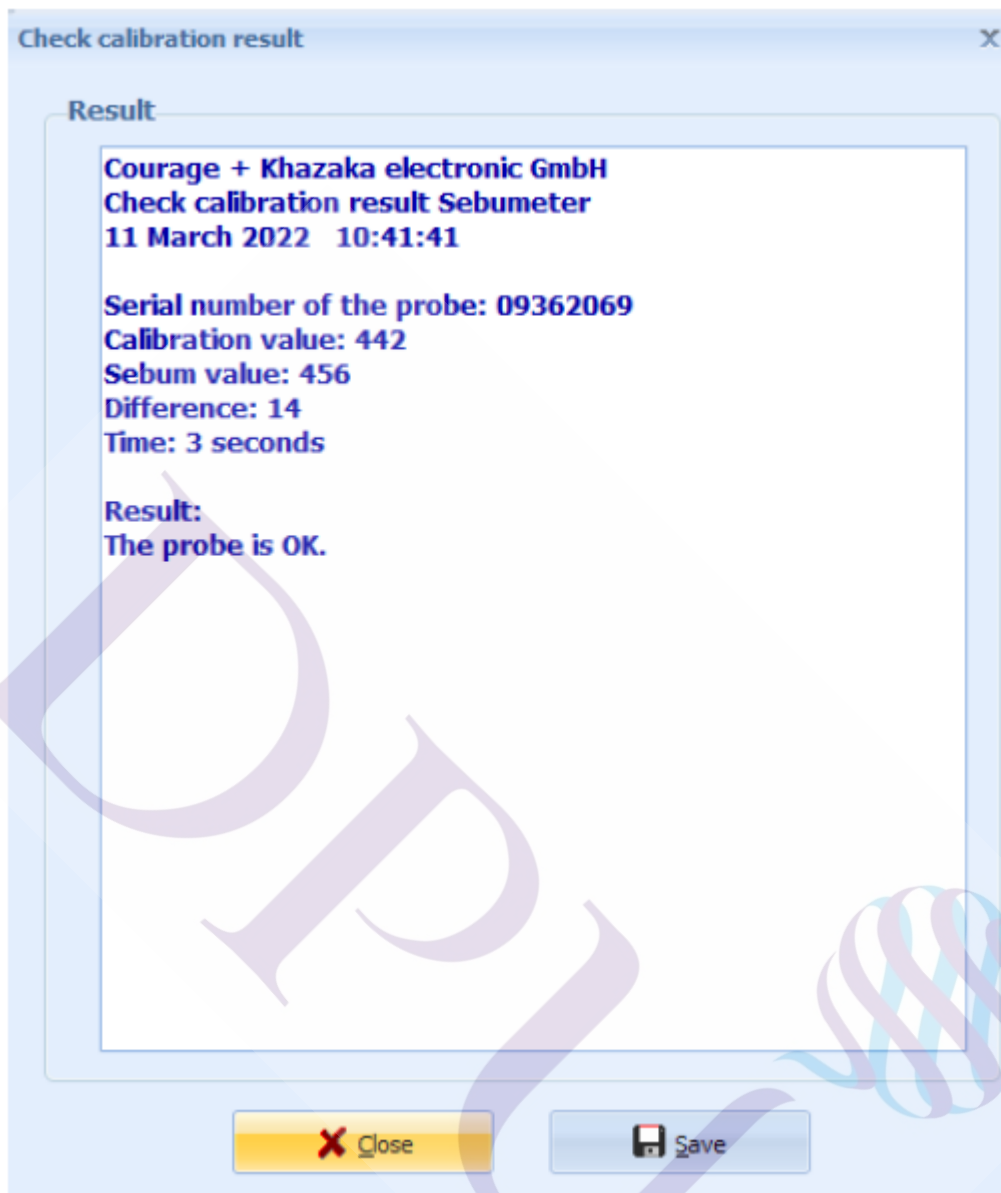 Check calibration result
Result
Courage + Khazaka electronic GmbH
Check calibration result Sebumeter
11 March 2022 10:41:41
Serial number of the probe: 09362069
Calibration value: 442
Sebum value: 456
Difference: 14
Time: 3 seconds
Result:
The probe is OK.
DPU
Close
Save